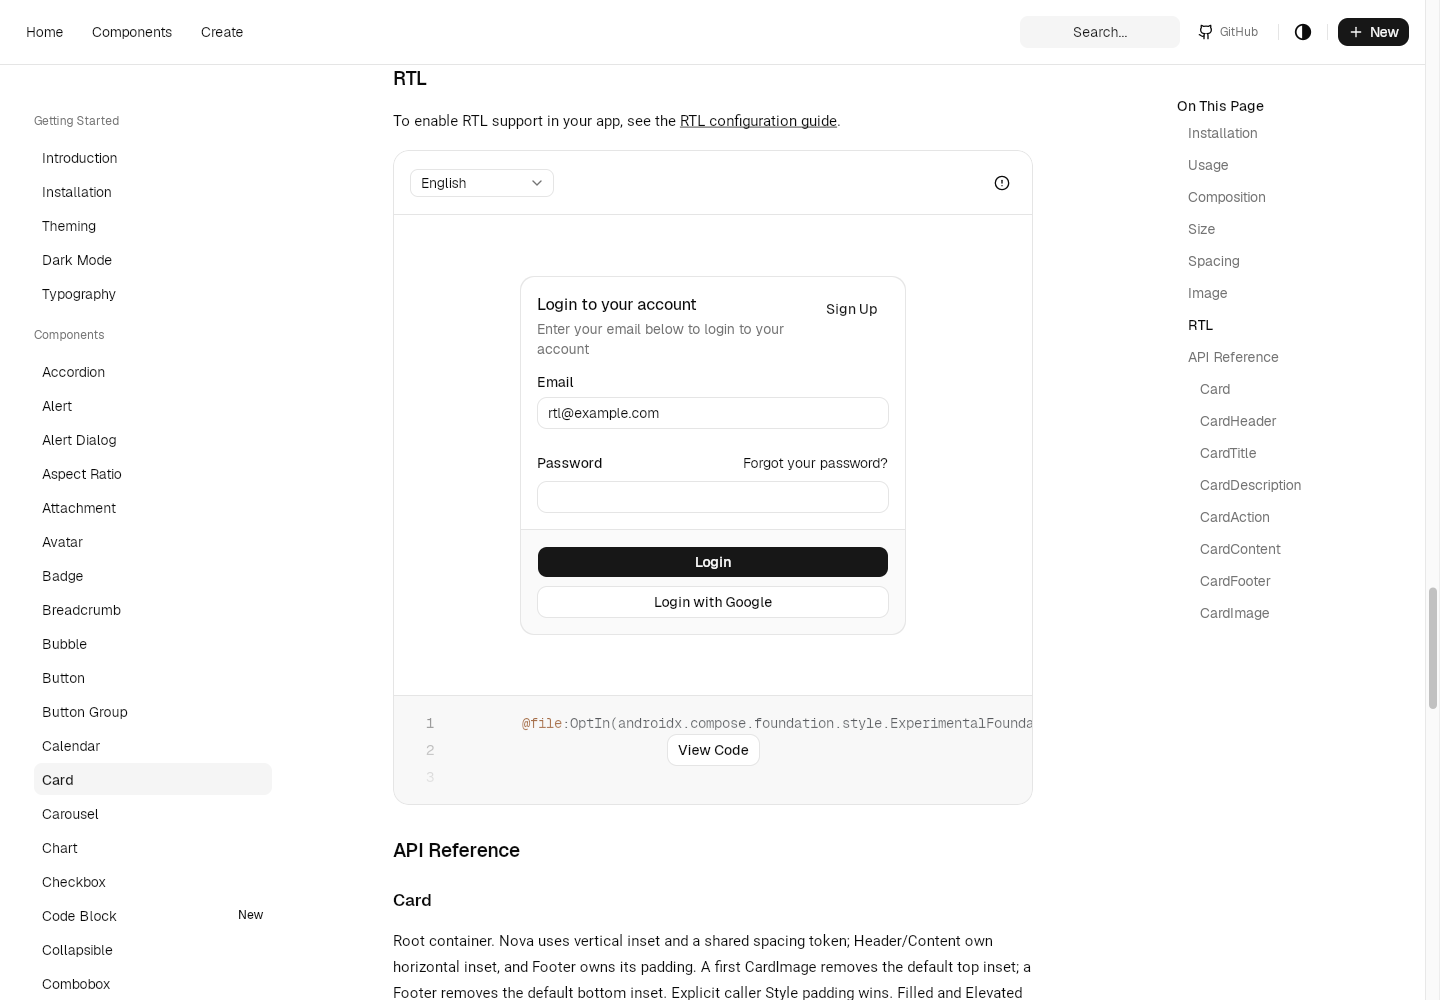 Home Components Create Search... GitHub New
Getting Started
Introduction
Installation
Theming
Dark Mode
Typography
Components
Accordion
Alert
Alert Dialog
Aspect Ratio
Attachment
Avatar
Badge
Breadcrumb
Bubble
Button
Button Group
Calendar
Card
Carousel
Chart
Checkbox
Code Block New
Collapsible
Combobox
RTL
To enable RTL support in your app, see the RTL configuration guide.
English
Login to your account
Sign Up
Enter your email below to login to your
account
Email
rtl@example.com
Password Forgot your password?
Login
Login with Google
1 @file:OptIn(androidx.compose.foundation.style.ExperimentalFounda
2
View Code
3
API Reference
Card
Root container. Nova uses vertical inset and a shared spacing token; Header/Content own
horizontal inset, and Footer owns its padding. A first CardImage removes the default top inset; a
Footer removes the default bottom inset. Explicit caller Style padding wins. Filled and Elevated
On This Page
Installation
Usage
Composition
Size
Spacing
Image
RTL
API Reference
Card
CardHeader
CardTitle
CardDescription
CardAction
CardContent
CardFooter
CardImage